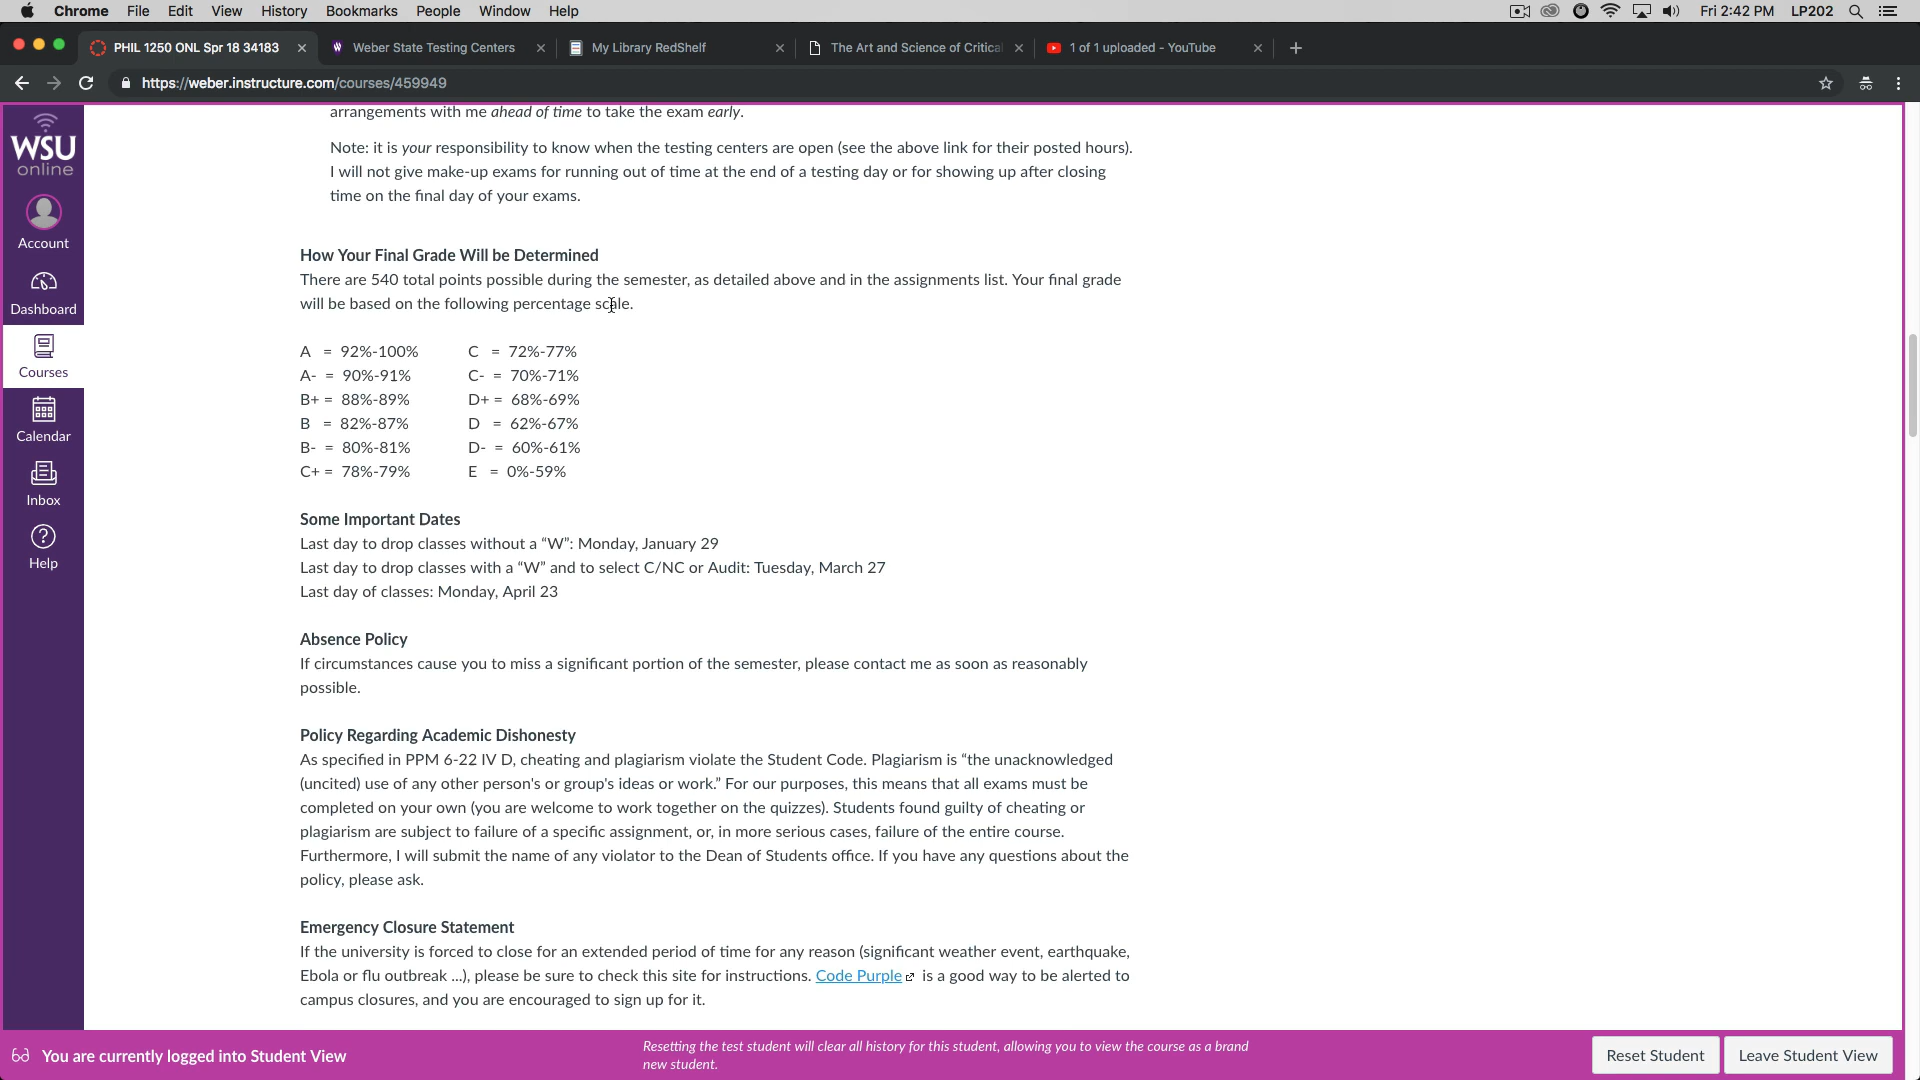 Chrome File Edit View History Bookmarks People Window Help Fri 2:42 PM LP202
PHIL 1250 ONL Spr 18 34183 Weber State Testing Centers My Library RedShelf The Art and Science of Critica 1 of 1 uploaded - YouTube
https://weber.instructure.com/courses/459949
WSU
online
Account
Dashboard
Courses
Calendar
Inbox
Help
arrangements with me ahead of time to take the exam early.
Note: it is your responsibility to know when the testing centers are open (see the above link for their posted hours).
I will not give make-up exams for running out of time at the end of a testing day or for showing up after closing
time on the final day of your exams.
How Your Final Grade Will be Determined
There are 540 total points possible during the semester, as detailed above and in the assignments list. Your final grade
will be based on the following percentage scale.
A = 92%-100% C = 72%-77%
A- = 90%-91% C- = 70%-71%
B+ = 88%-89% D+ = 68%-69%
B = 82%-87% D = 62%-67%
B- = 80%-81% D- = 60%-61%
C+ = 78%-79% E = 0%-59%
Some Important Dates
Last day to drop classes without a “W”: Monday, January 29
Last day to drop classes with a “W” and to select C/NC or Audit: Tuesday, March 27
Last day of classes: Monday, April 23
Absence Policy
If circumstances cause you to miss a significant portion of the semester, please contact me as soon as reasonably
possible.
Policy Regarding Academic Dishonesty
As specified in PPM 6-22 IV D, cheating and plagiarism violate the Student Code. Plagiarism is “the unacknowledged
(uncited) use of any other person's or group's ideas or work.” For our purposes, this means that all exams must be
completed on your own (you are welcome to work together on the quizzes). Students found guilty of cheating or
plagiarism are subject to failure of a specific assignment, or, in more serious cases, failure of the entire course.
Furthermore, I will submit the name of any violator to the Dean of Students office. If you have any questions about the
policy, please ask.
Emergency Closure Statement
If the university is forced to close for an extended period of time for any reason (significant weather event, earthquake,
Ebola or flu outbreak ...), please be sure to check this site for instructions. Code Purple is a good way to be alerted to
campus closures, and you are encouraged to sign up for it.
You are currently logged into Student View
Resetting the test student will clear all history for this student, allowing you to view the course as a brand
new student.
Reset Student Leave Student View